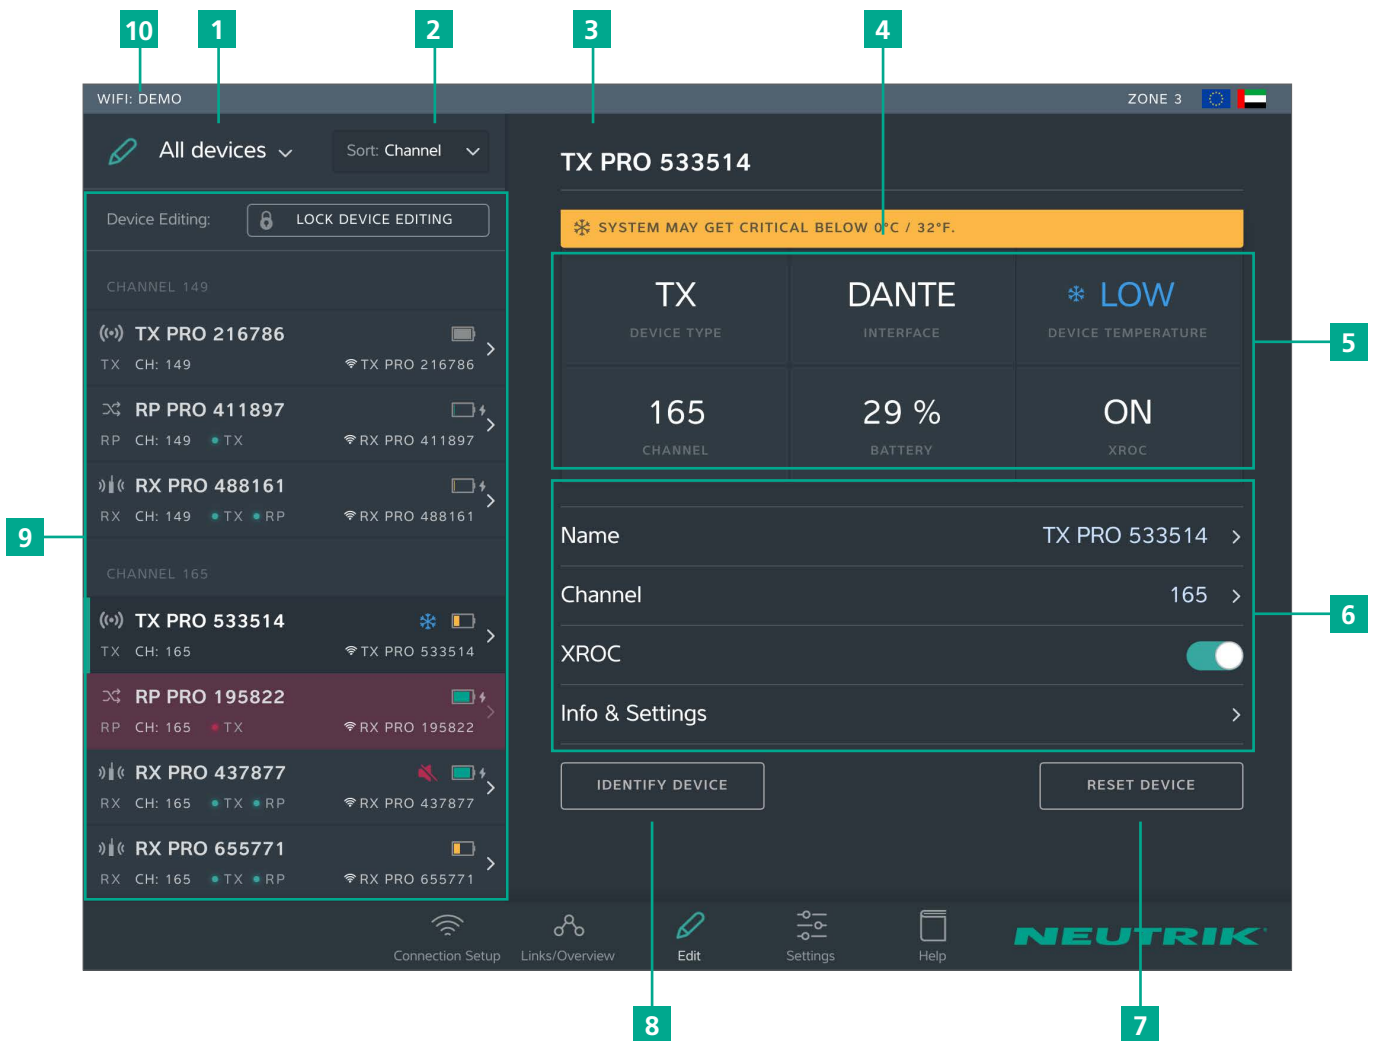 10 1 2 3 4
WIFI: DEMO
ZONE 3
All devices
Sort: Channel
Device Editing:
LOCK DEVICE EDITING
CHANNEL 149
TX PRO 216786
TX CH: 149 TX PRO 216786
RP PRO 411897
RP CH: 149 TX RX PRO 411897
RX PRO 488161
RX CH: 149 TX RP RX PRO 488161
CHANNEL 165
TX PRO 533514
TX CH: 165 TX PRO 533514
RP PRO 195822
RP CH: 165 TX RX PRO 195822
RX PRO 437877
RX CH: 165 TX RP RX PRO 437877
RX PRO 655771
RX CH: 165 TX RP RX PRO 655771
9
TX PRO 533514
SYSTEM MAY GET CRITICAL BELOW 0°C / 32°F.
TX DANTE LOW
DEVICE TYPE INTERFACE DEVICE TEMPERATURE
5
165 29 % ON
CHANNEL BATTERY XROC
Name TX PRO 533514
Channel 165
6
XROC
Info & Settings
IDENTIFY DEVICE RESET DEVICE
Connection Setup Links/Overview Edit Settings Help
NEUTRIK
8 7